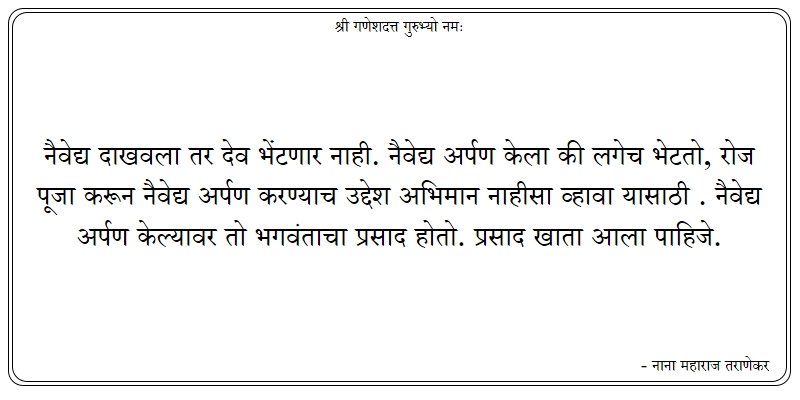 श्री गणेशदत्त गुरुभ्यो नमः
नैवेद्य दाखवला तर देव भेंटणार नाही. नैवेद्य अर्पण केला की लगेच भेटतो, रोज
पूजा करून नैवेद्य अर्पण करण्याच उद्देश अभिमान नाहीसा व्हावा यासाठी . नैवेद्य
अर्पण केल्यावर तो भगवंताचा प्रसाद होतो. प्रसाद खाता आला पाहिजे.
- नाना महाराज तराणेकर